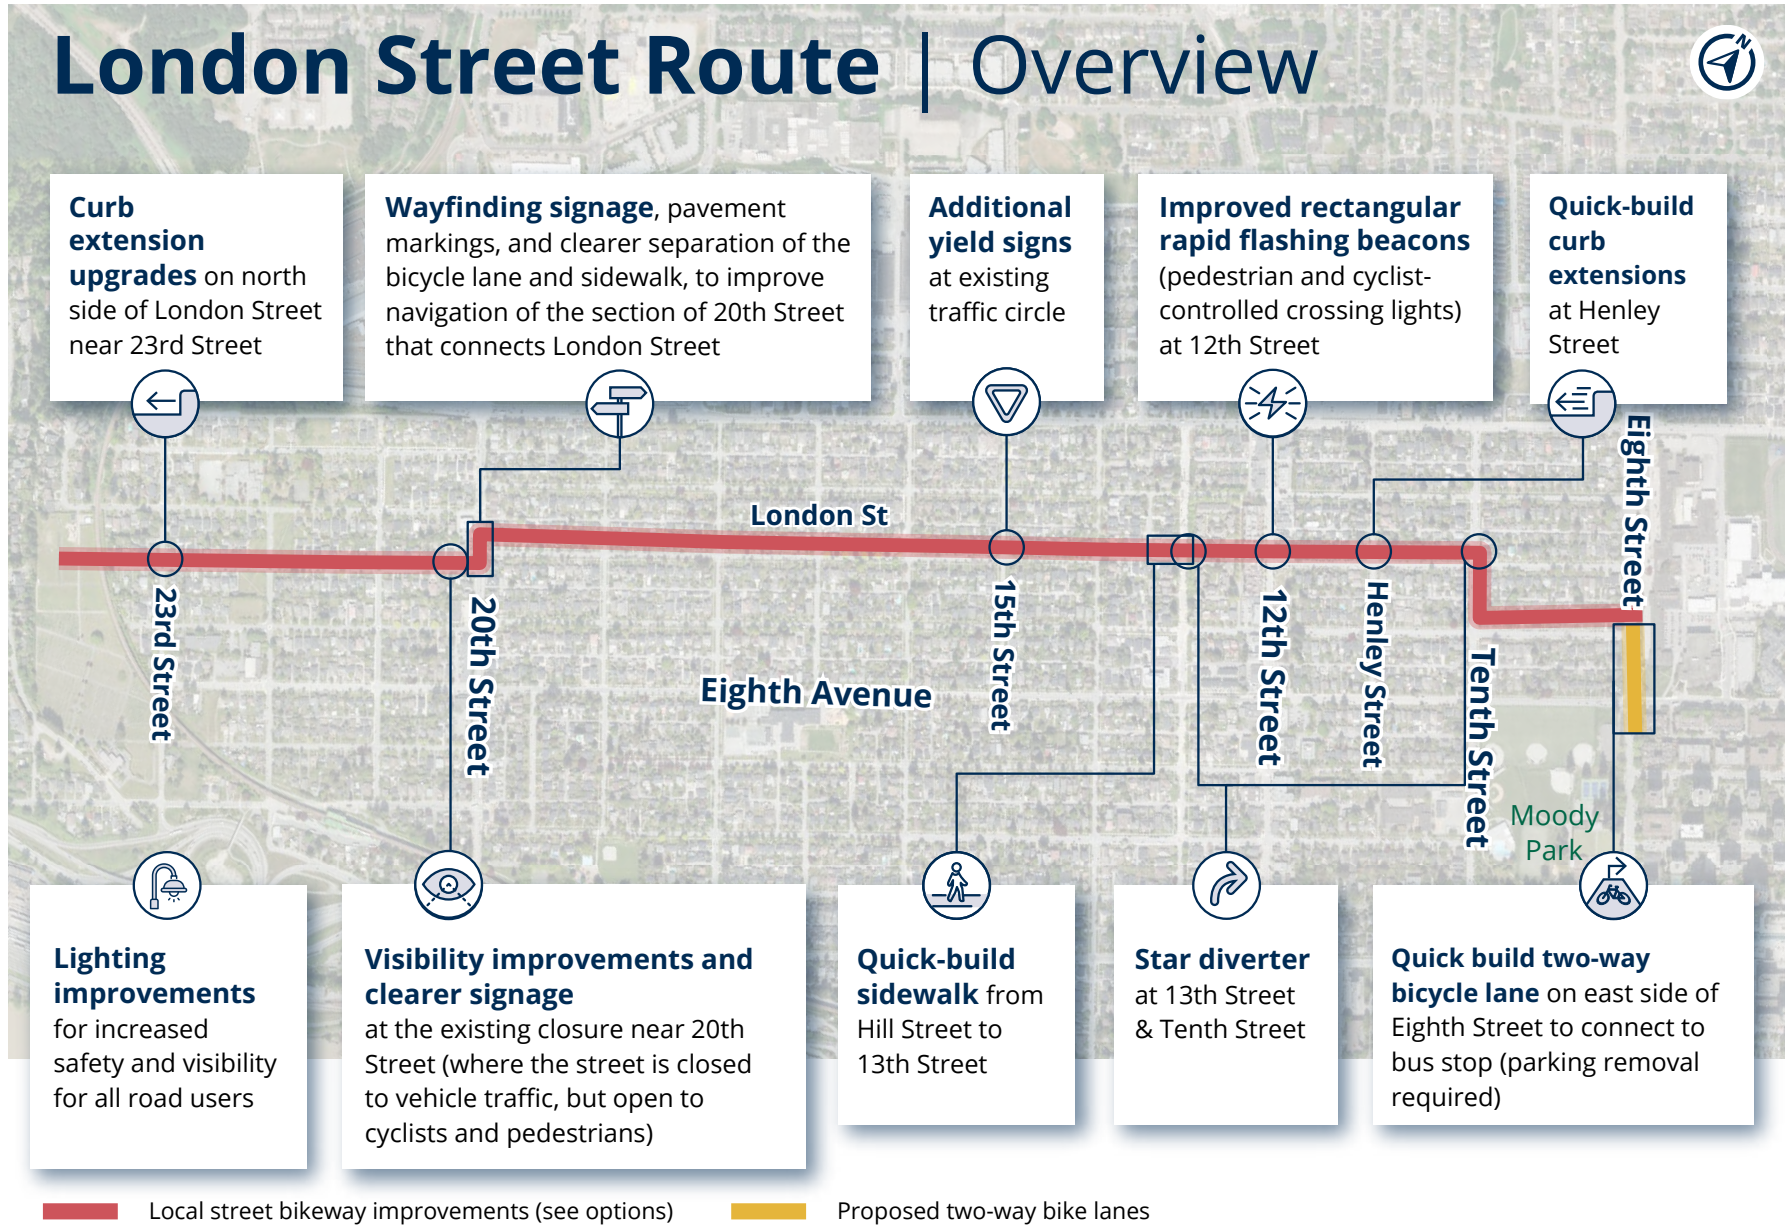 London Street Route | Overview
N
Curb
extension
upgrades on north
side of London Street
near 23rd Street
Wayfinding signage, pavement
markings, and clearer separation of the
bicycle lane and sidewalk, to improve
navigation of the section of 20th Street
that connects London Street
Additional
yield signs
at existing
traffic circle
Improved rectangular
rapid flashing beacons
(pedestrian and cyclist-
controlled crossing lights)
at 12th Street
Quick-build
curb
extensions
at Henley
Street
London St
Eighth Street
23rd Street
20th Street
15th Street
12th Street
Henley Street
Tenth Street
Eighth Avenue
Moody
Park
Lighting
improvements
for increased
safety and visibility
for all road users
Visibility improvements and
clearer signage
at the existing closure near 20th
Street (where the street is closed
to vehicle traffic, but open to
cyclists and pedestrians)
Quick-build
sidewalk from
Hill Street to
13th Street
Star diverter
at 13th Street
& Tenth Street
Quick build two-way
bicycle lane on east side of
Eighth Street to connect to
bus stop (parking removal
required)
Local street bikeway improvements (see options)
Proposed two-way bike lanes